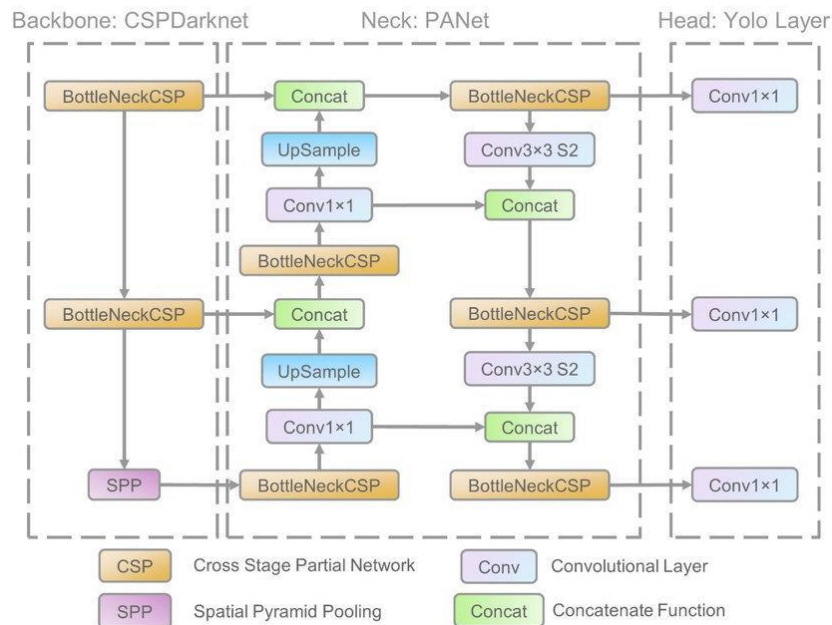 Backbone: CSPDarknet
Neck: PANet
Head: Yolo Layer
BottleNeckCSP
Concat
BottleNeckCSP
Conv1×1
UpSample
Conv3×3 S2
Conv1×1
Concat
BottleNeckCSP
BottleNeckCSP
Concat
BottleNeckCSP
Conv1×1
UpSample
Conv3×3 S2
Conv1×1
Concat
SPP
BottleNeckCSP
BottleNeckCSP
Conv1×1
CSP
Cross Stage Partial Network
Conv
Convolutional Layer
SPP
Spatial Pyramid Pooling
Concat
Concatenate Function